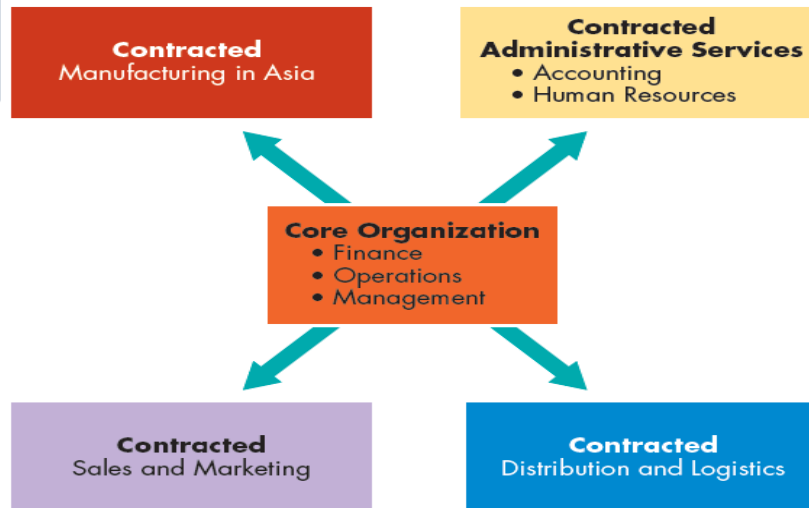 Contracted
Manufacturing in Asia
Contracted
Administrative Services
• Accounting
• Human Resources
Core Organization
• Finance
• Operations
• Management
Contracted
Sales and Marketing
Contracted
Distribution and Logistics